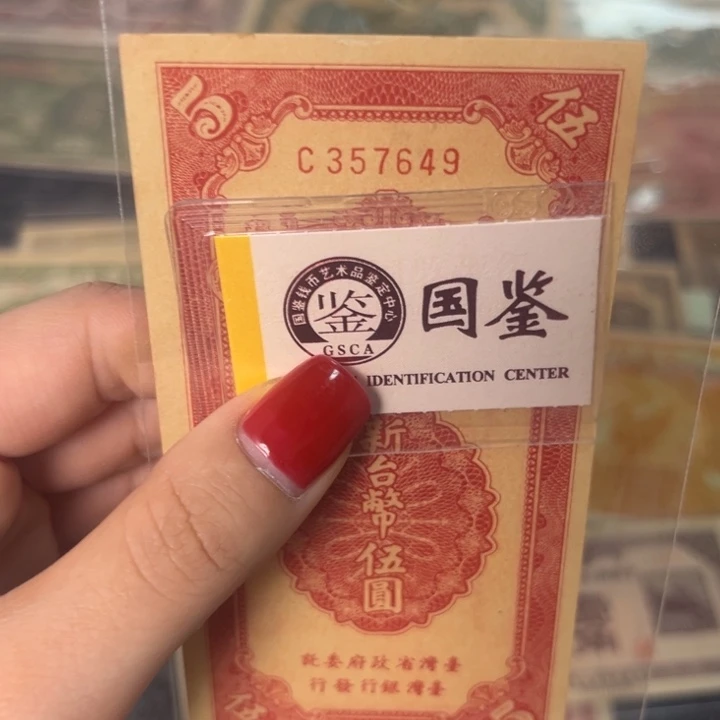 5 伍
C357649
国鉴钱币艺术品鉴定中心
鉴
GSCA
国鉴
IDENTIFICATION CENTER
新台幣伍圓
臺灣省政府委託
臺灣銀行發行
伍